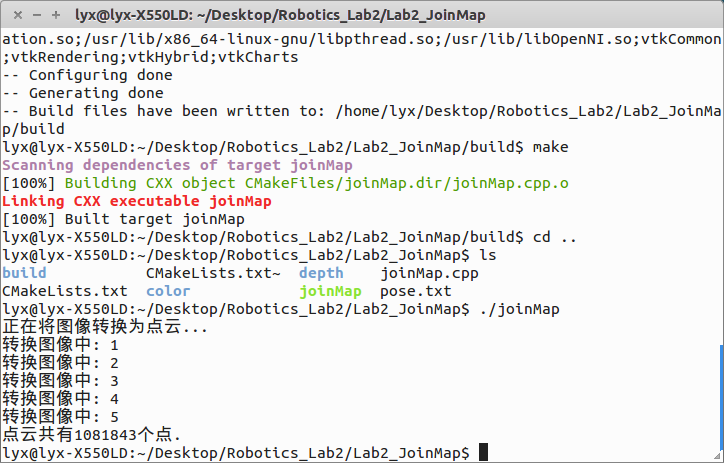 lyx@lyx-X550LD: ~/Desktop/Robotics_Lab2/Lab2_JoinMap
ation.so;/usr/lib/x86_64-linux-gnu/libpthread.so;/usr/lib/libOpenNI.so;vtkCommon
;vtkRendering;vtkHybrid;vtkCharts
-- Configuring done
-- Generating done
-- Build files have been written to: /home/lyx/Desktop/Robotics_Lab2/Lab2_JoinMa
p/build
lyx@lyx-X550LD:~/Desktop/Robotics_Lab2/Lab2_JoinMap/build$ make
Scanning dependencies of target joinMap
[100%] Building CXX object CMakeFiles/joinMap.dir/joinMap.cpp.o
Linking CXX executable joinMap
[100%] Built target joinMap
lyx@lyx-X550LD:~/Desktop/Robotics_Lab2/Lab2_JoinMap/build$ cd ..
lyx@lyx-X550LD:~/Desktop/Robotics_Lab2/Lab2_JoinMap$ ls
build           CMakeLists.txt~  depth    joinMap.cpp
CMakeLists.txt  color            joinMap  pose.txt
lyx@lyx-X550LD:~/Desktop/Robotics_Lab2/Lab2_JoinMap$ ./joinMap
正在将图像转换为点云...
转换图像中: 1
转换图像中: 2
转换图像中: 3
转换图像中: 4
转换图像中: 5
点云共有1081843个点.
lyx@lyx-X550LD:~/Desktop/Robotics_Lab2/Lab2_JoinMap$